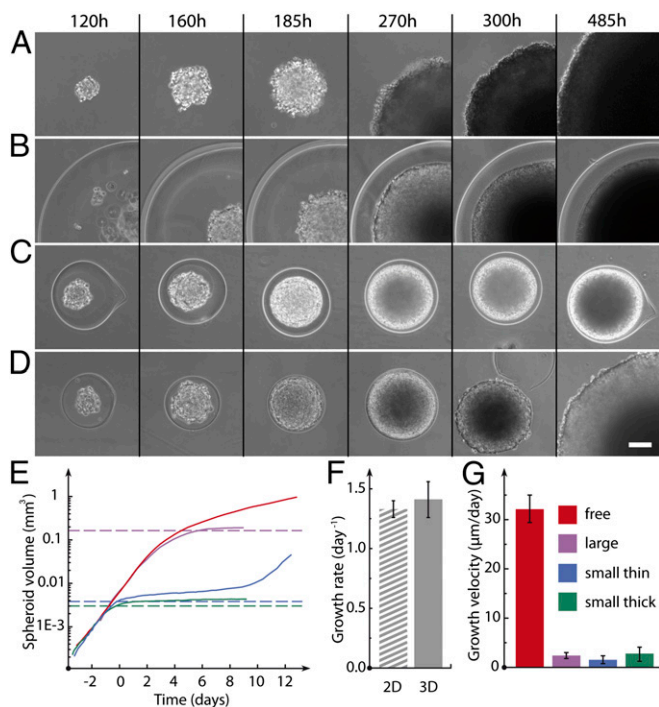 120h 160h 185h 270h 300h 485h
A
B
C
D
E F G
Spheroid volume (mm³)
1
0.1
0.01
1E-3
-2 0 2 4 6 8 10 12
Time (days)
Growth rate (day⁻¹)
1.5
1.0
0.5
0.0
2D 3D
Growth velocity (μm/day)
30
20
10
0
free
large
small thin
small thick